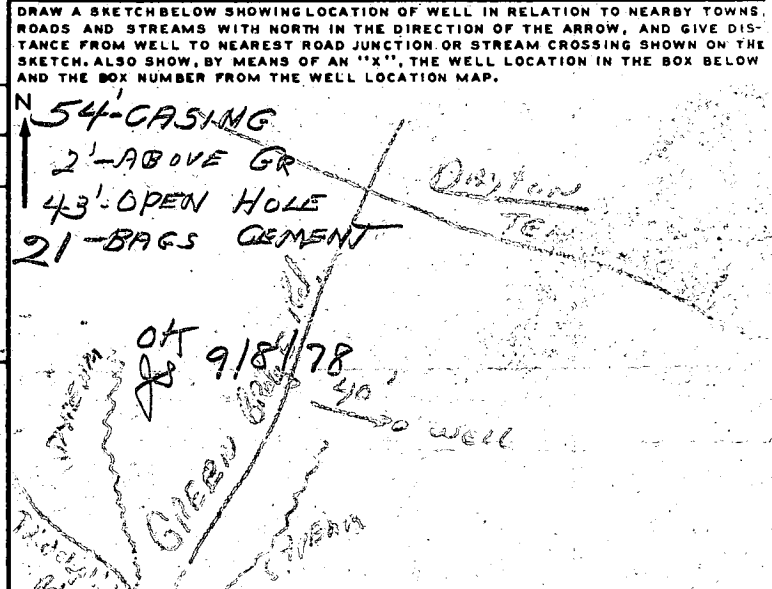 DRAW A SKETCH BELOW SHOWING LOCATION OF WELL IN RELATION TO NEARBY TOWNS,
ROADS AND STREAMS WITH NORTH IN THE DIRECTION OF THE ARROW, AND GIVE DIS-
TANCE FROM WELL TO NEAREST ROAD JUNCTION OR STREAM CROSSING SHOWN ON THE
SKETCH. ALSO SHOW, BY MEANS OF AN "X", THE WELL LOCATION IN THE BOX BELOW
AND THE BOX NUMBER FROM THE WELL LOCATION MAP.
N
54'-CASING
2'-ABOVE GR
43'-OPEN HOLE
21-BAGS CEMENT
Dayton
OK
JS 9/8/78
GREEN Rd.
40'
WELL